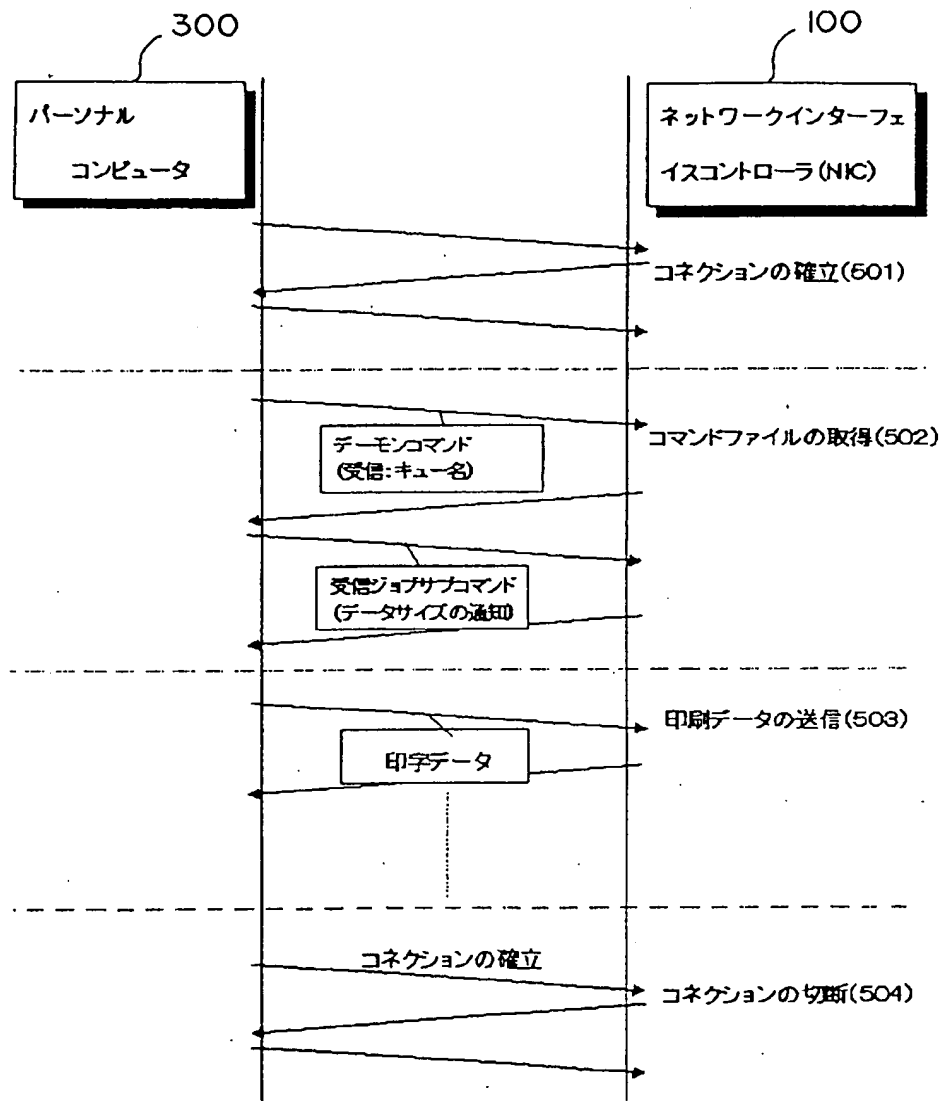 300
100
パーソナル
コンピュータ
ネットワークインターフェ
イスコントローラ(NIC)
コネクションの確立(501)
コマンドファイルの取得(502)
デーモンコマンド
(受信:キュー名)
受信ジョブサブコマンド
(データサイズの通知)
印刷データの送信(503)
印字データ
コネクションの確立
コネクションの切断(504)